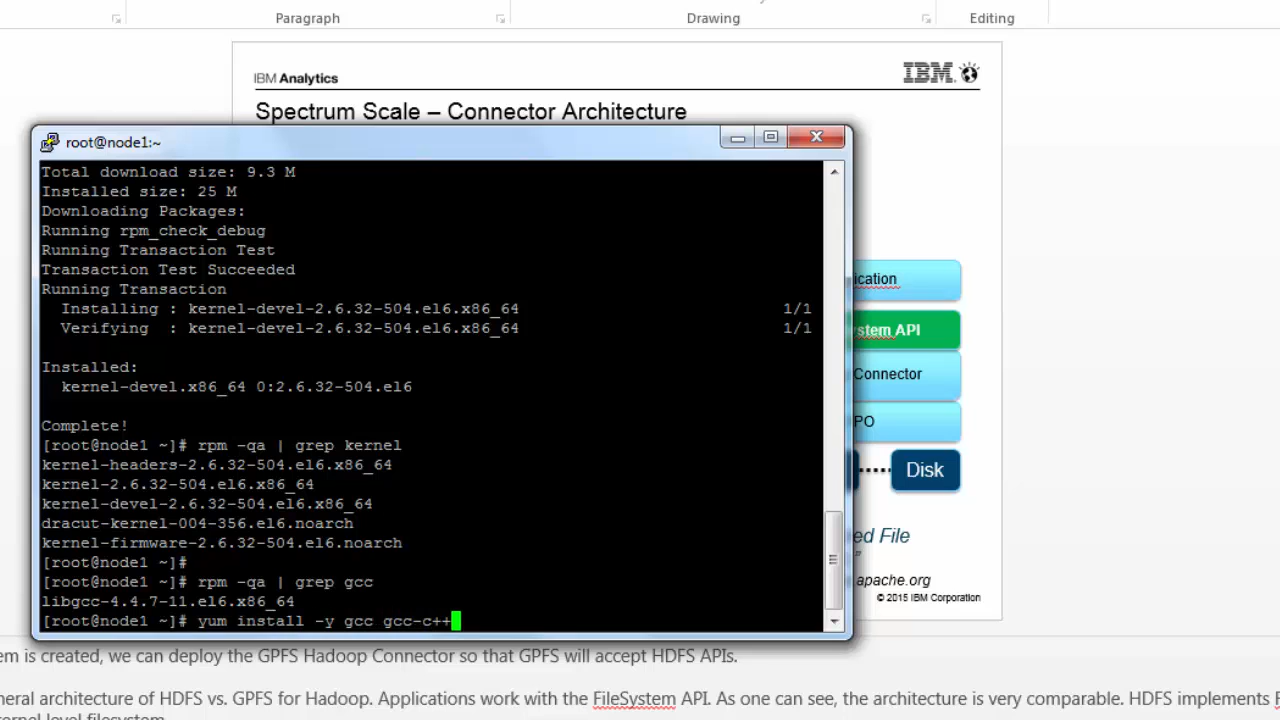 Paragraph
Drawing
Editing
IBM Analytics
IBM
Spectrum Scale – Connector Architecture
root@node1:~
Total download size: 9.3 M
Installed size: 25 M
Downloading Packages:
Running rpm_check_debug
Running Transaction Test
Transaction Test Succeeded
Running Transaction
Installing : kernel-devel-2.6.32-504.el6.x86_64 1/1
Verifying : kernel-devel-2.6.32-504.el6.x86_64 1/1
Installed:
kernel-devel.x86_64 0:2.6.32-504.el6
Complete!
[root@node1 ~]# rpm -qa | grep kernel
kernel-headers-2.6.32-504.el6.x86_64
kernel-2.6.32-504.el6.x86_64
kernel-devel-2.6.32-504.el6.x86_64
dracut-kernel-004-356.el6.noarch
kernel-firmware-2.6.32-504.el6.noarch
[root@node1 ~]#
[root@node1 ~]# rpm -qa | grep gcc
libgcc-4.4.7-11.el6.x86_64
[root@node1 ~]# yum install -y gcc gcc-c++
ication
ystem API
Connector
PO
Disk
ed File
apache.org
© 2015 IBM Corporation
em is created, we can deploy the GPFS Hadoop Connector so that GPFS will accept HDFS APIs.
neral architecture of HDFS vs. GPFS for Hadoop. Applications work with the FileSystem API. As one can see, the architecture is very comparable. HDFS implements
ernel level filesystem